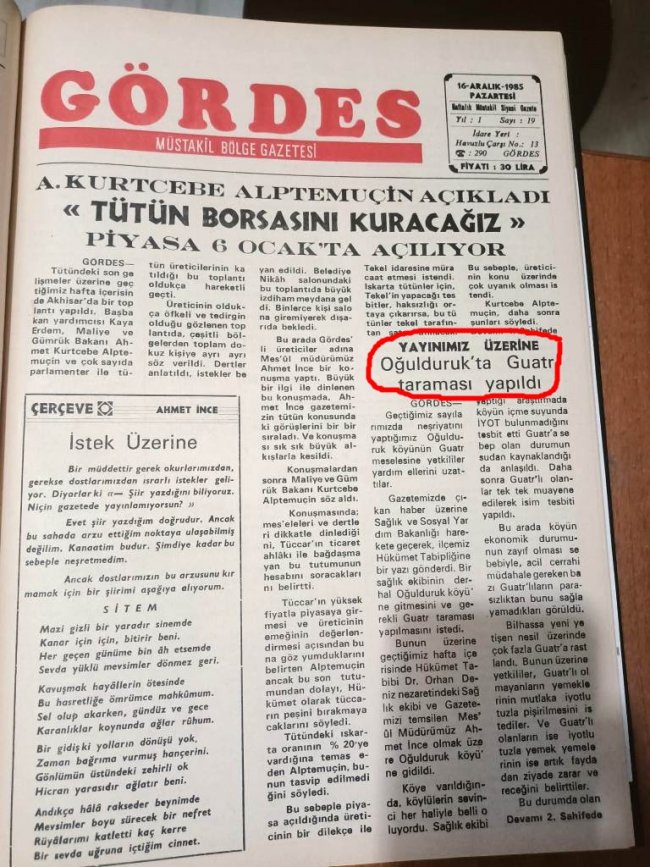 GÖRDES
MÜSTAKİL BÖLGE GAZETESİ
16-ARALIK-1985
PAZARTESİ
Haftalık Müstakil Siyasi Gazete
Yıl : 1 Sayı : 19
İdare Yeri :
Havuzlu Çarşı No.: 13
☎ : 290 GÖRDES
FİYATI : 30 LİRA
A. KURTCEBE ALPTEMUÇİN AÇIKLADI
« TÜTÜN BORSASINI KURACAĞIZ »
PİYASA 6 OCAK'TA AÇILIYOR
GÖRDES—
Tütündeki son ge
lişmeler üzerine geç
tiğimiz hafta içerisin
de Akhisar'da bir top
lantı yapıldı. Başba
kan yardımcısı Kaya
Erdem, Maliye ve
Gümrük Bakanı Ah
met Kurtcebe Alpte-
muçin ve çok sayıda
parlamenter ile tü-
tün üreticilerinin ka
tıldığı bu toplantı
oldukça hareketli
geçti.
Üreticinin olduk-
ça öfkeli ve tedirgin
olduğu gözlenen top
lantıda, çeşitli böl-
gelerden toplam do-
kuz kişiye ayrı ayrı
söz verildi. Dertler
anlatıldı, istekler be
yan edildi. Belediye
Nikâh salonundaki
bu toplantıda büyük
izdiham meydana gel
di. Binlerce kişi salo
na giremiyerek dışa-
rıda bekledi.
Bu arada Gördes'
li üreticiler adına
Mes'ül müdürümüz
Ahmet İnce bir ko-
nuşma yaptı. Büyük
bir ilgi ile dinlenen
bu konuşmada, Ah-
met İnce gazetemi-
zin tütün konusunda
ki görüşlerini bir bir
sıraladı. Ve konuşma
sı sık sık büyük al-
kışlarla kesildi.
Konuşmalardan
sonra Maliye ve Güm
rük Bakanı Kurtcebe
Alptemuçin söz aldı.
Konuşmasında;
mes'eleleri ve dertle
ri dikkatle dinlediği
ni, Tkk'ların ticaret
ahlâkı ile bağdaşma
yan bu tutumunun
hesabını soracakları
nı belirtti.
Tüccar'ın yüksek
fiyatla piyasaya gir-
mesi ve üreticinin
emeğinin değerlen-
dirmesi açısından bu
na göz yumduklarını
belirten Alptemuçin
ancak bu son tutu-
mundan dolayı, Hü-
kümet olarak tücca-
rın peşini bırakmaya
caklarını söyledi.
Tütündeki ıskar-
ta oranının % 20'ye
vardığına temas e-
den Alptemuçin, bu-
nun tasvip edilmedi
ğini söyledi.
Bu sebeple piya-
sa açıldığında üreti-
cinin bir dilekçe ile
Tekel idaresine müra
caat etmesi istendi.
Iskarta tütünler için,
Tekel'in yapacağı tes
bitler, haksızlığı or-
taya çıkarırsa, bu tü
tünler tekel tarafın-
Bu sebeple, üretici-
nin konu üzerinde
çok uyanık olması is
tendi.
Kurtcebe Alpte-
muçin, daha sonra
şunları söyledi.
YAYINIMIZ ÜZERİNE
Oğulduruk'ta Guatr
taraması yapıldı
GÖRDES—
Geçtiğimiz sayıla
rımızda neşriyatını
yaptığımız Oğuldu-
ruk köyünün Guatr
meselesine yetkililer
yardım ellerini uzat-
tılar.
Gazetemizde çı-
kan haber üzerine
Sağlık ve Sosyal Yar
dım Bakanlığı hare-
kete geçerek, ilçemiz
Hükümet Tabipliğine
bir yazı gönderdi. Bir
sağlık ekibinin der-
hal Oğulduruk köyü'
ne gitmesini ve ge-
rekli Guatr taraması
yapılmasını istedi.
Bunun üzerine
geçtiğimiz hafta içe
risinde Hükümet Ta-
bibi Dr. Orhan De-
niz nezaretindeki Sağ
lık ekibi ve Gazete-
mizi temsilen Mes'
ûl Müdürümüz Ah-
met İnce olmak üze
re Oğulduruk köyü'
ne gidildi.
Köye varıldığın-
da, köylülerin sevin-
ci her haliyle belli o
luyordu. Sağlık ekibi
yaptığı araştırmada
köyün içme suyunda
İYOT bulunmadığını
tesbit etti Guatr'a se
bep olan durumun
sudan kaynaklandığı
da anlaşıldı. Daha
sonra Guatr'lı olan-
lar tek tek muayene
edilerek isim tesbiti
yapıldı.
Bu arada köyün
ekonomik durumu-
nun zayıf olması se
bebiyle, acil cerrahi
müdahale gereken ba
zı Guatr'lıların para-
sızlıktan bunu sağla
yamadıkları görüldü.
Bilhassa yeni ye
tişen nesil üzerinde
çok fazla Guatr'a rast
landı. Bunun üzerine
yetkililer, Guatr'lı ol
mayanların yemekle
rinin mutlaka iyotlu
tuzla pişirilmesini is
tediler. Ve Guatr'lı
olanların ise iyotlu
tuzla yemek yemele
rinin ise artık fayda
dan ziyade zarar ve-
receğini belirttiler.
Bu durumda olan
Devamı 2. Sahifede
ÇERÇEVE AHMET İNCE
İstek Üzerine
Bir müddettir gerek okurlarımızdan,
gerekse dostlarımızdan ısrarlı istekler geli-
yor. Diyorlar ki «— Şiir yazdığını biliyoruz.
Niçin gazetede yayınlamıyorsun? »
Evet şiir yazdığım doğrudur. Ancak
bu sahada arzu ettiğim noktaya ulaşabilmiş
değilim. Kanaatim budur. Şimdiye kadar bu
sebeple neşretmedim.
Ancak dostlarımızın bu arzusunu kır
mamak için bir şiirimi aşağıya alıyorum.
SİTEM
Mazi gizli bir yaradır sinemde
Kanar için için, bitirir beni.
Her geçen günüme bin âh etsemde
Sevda yüklü mevsimler dönmez geri.
Kavuşmak hayâllerin ötesinde
Bu hasretliğe ömrümce mahkûmum.
Sel olup akarken, gündüz ve gece
Karanlıklar koynunda ağlar rûhum.
Bir gidişki yolların dönüşü yok,
Zaman bağrıma vurmuş hançerini.
Gönlümün üstündeki zehirli ok
Hicran yarasıdır ağlatır beni.
Andıkça hâlâ rakseder beynimde
Mevsimler boyu sürecek bir nefret
Rüyâlarımı katletti kaç kerre
Bir sevda uğruna içtiğim cinnet.